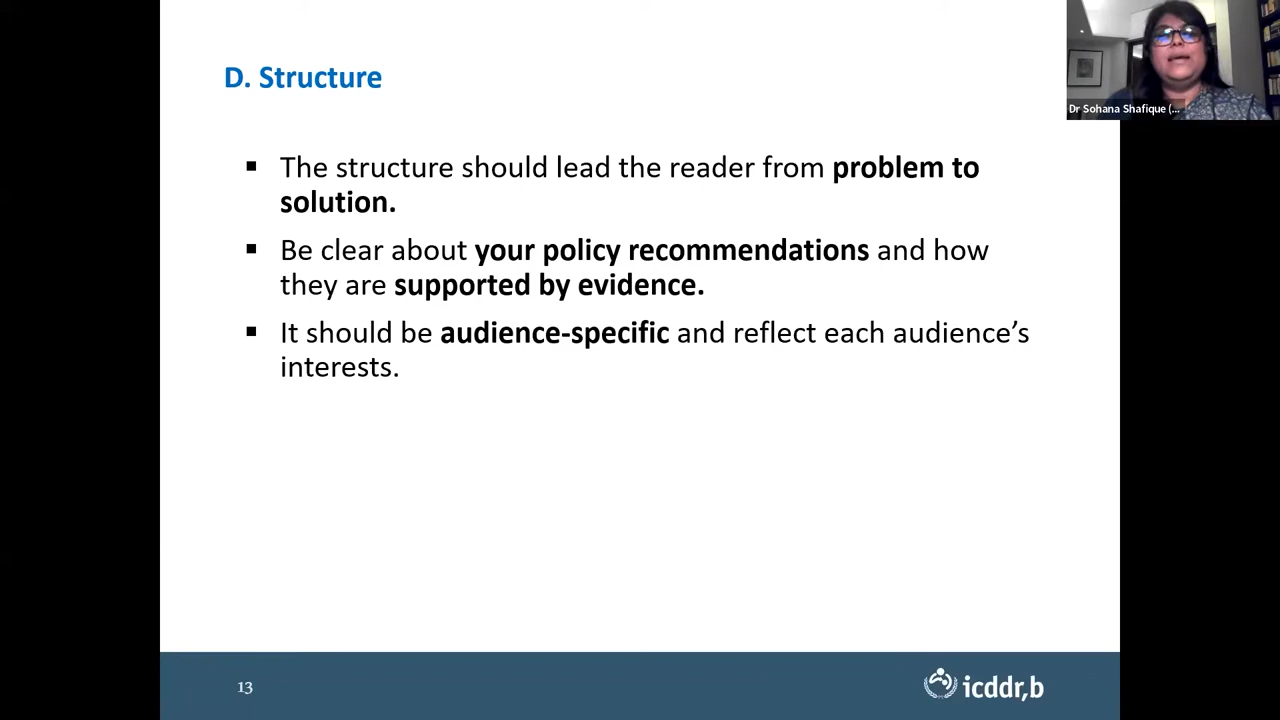 D. Structure
Dr Sohana Shafique (...
▪ The structure should lead the reader from problem to
solution.
▪ Be clear about your policy recommendations and how
they are supported by evidence.
▪ It should be audience-specific and reflect each audience’s
interests.
13
icddr,b